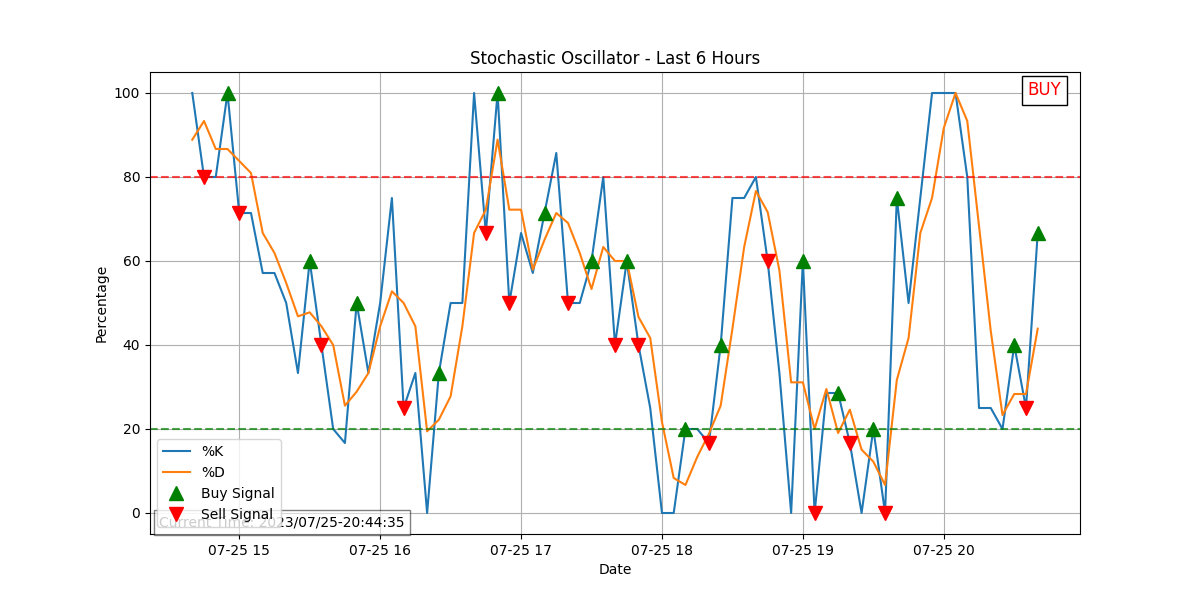 Stochastic Oscillator - Last 6 Hours
BUY
Percentage
100
80
60
40
20
0
%K
%D
Buy Signal
Sell Signal
Current Time: 2023/07/25-20:44:35
07-25 15
07-25 16
07-25 17
07-25 18
07-25 19
07-25 20
Date